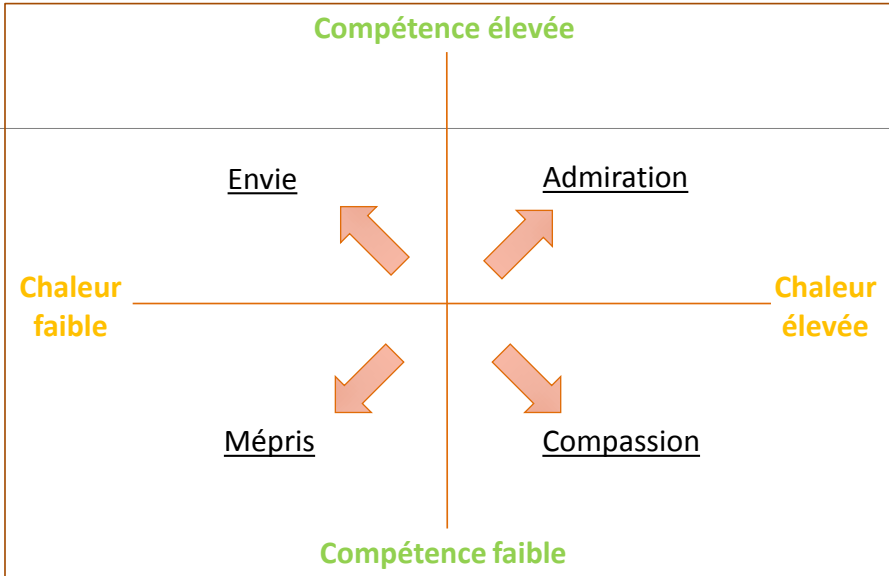 Compétence élevée
Envie
Admiration
Chaleur
faible
Chaleur
élevée
Mépris
Compassion
Compétence faible